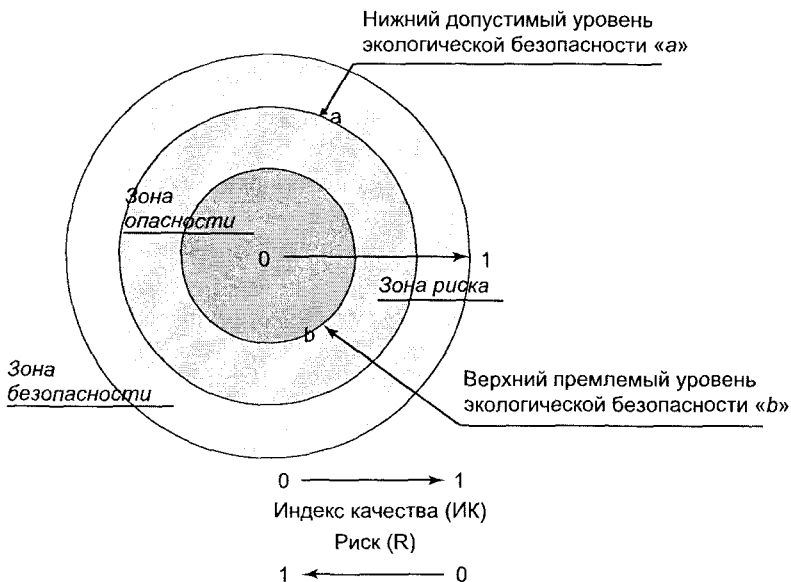 Нижний допустимый уровень
экологической безопасности «а»
а
Зона
опасности
0
1
Зона риска
b
Зона
безопасности
Верхний премлемый уровень
экологической безопасности «b»
0
1
Индекс качества (ИК)
Риск (R)
1
0